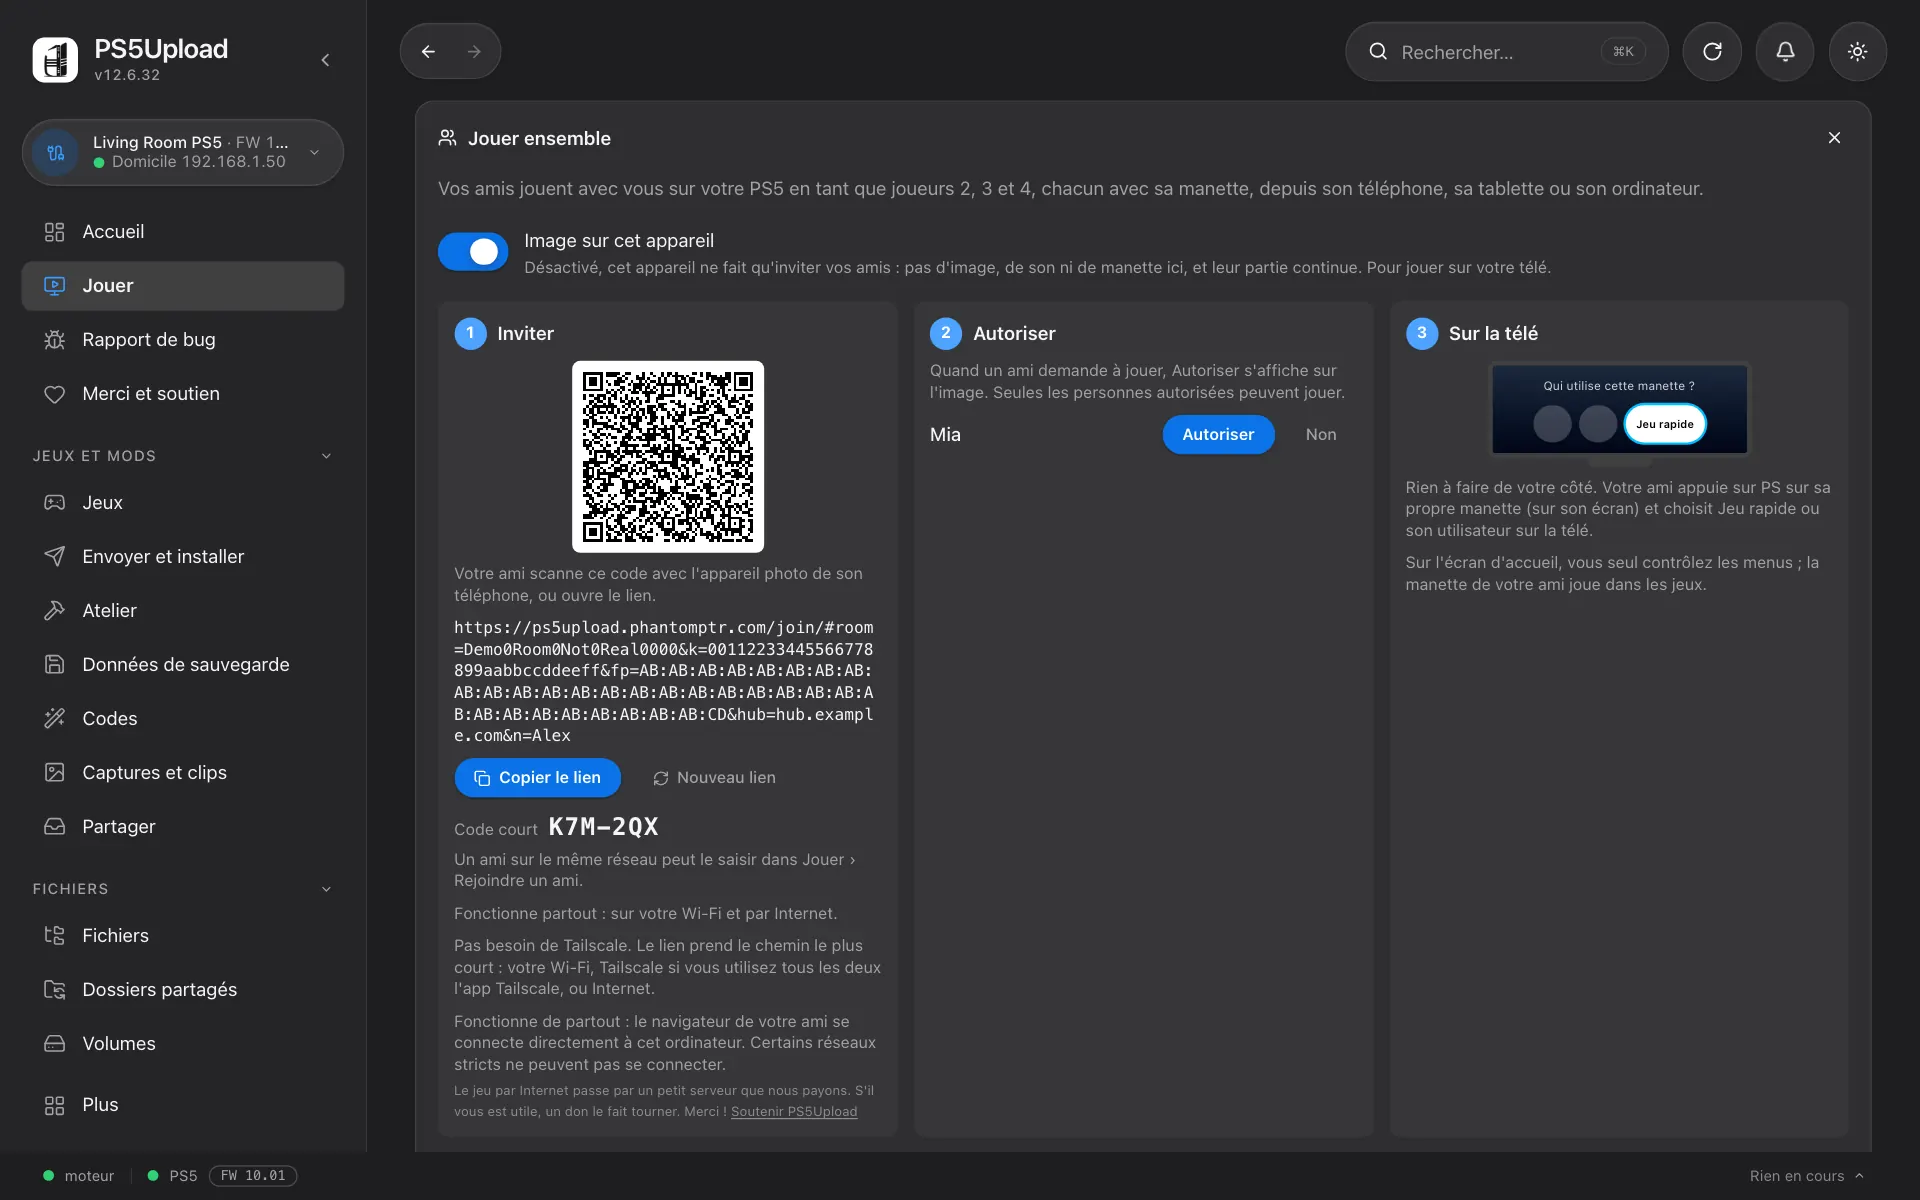 PS5Upload
v12.6.32
Living Room PS5 · FW 1...
Domicile 192.168.1.50
Accueil
Jouer
Rapport de bug
Merci et soutien
JEUX ET MODS
Jeux
Envoyer et installer
Atelier
Données de sauvegarde
Codes
Captures et clips
Partager
FICHIERS
Fichiers
Dossiers partagés
Volumes
Plus
Rechercher...
⌘K
Jouer ensemble
Vos amis jouent avec vous sur votre PS5 en tant que joueurs 2, 3 et 4, chacun avec sa manette, depuis son téléphone, sa tablette ou son ordinateur.
Image sur cet appareil
Désactivé, cet appareil ne fait qu'inviter vos amis : pas d'image, de son ni de manette ici, et leur partie continue. Pour jouer sur votre télé.
1 Inviter
Votre ami scanne ce code avec l'appareil photo de son
téléphone, ou ouvre le lien.
https://ps5upload.phantomptr.com/join/#room
=Demo0Room0Not0Real0000&k=00112233445566778
899aabbccddeeff&fp=AB:AB:AB:AB:AB:AB:AB:AB:
AB:AB:AB:AB:AB:AB:AB:AB:AB:AB:AB:AB:AB:AB:A
B:AB:AB:AB:AB:AB:AB:AB:AB:CD&hub=hub.exampl
e.com&n=Alex
Copier le lien
Nouveau lien
Code court K7M-2QX
Un ami sur le même réseau peut le saisir dans Jouer ›
Rejoindre un ami.
Fonctionne partout : sur votre Wi-Fi et par Internet.
Pas besoin de Tailscale. Le lien prend le chemin le plus
court : votre Wi-Fi, Tailscale si vous utilisez tous les deux
l'app Tailscale, ou Internet.
Fonctionne de partout : le navigateur de votre ami se
connecte directement à cet ordinateur. Certains réseaux
stricts ne peuvent pas se connecter.
Le jeu par Internet passe par un petit serveur que nous payons. S'il
vous est utile, un don le fait tourner. Merci ! Soutenir PS5Upload
2 Autoriser
Quand un ami demande à jouer, Autoriser s'affiche sur
l'image. Seules les personnes autorisées peuvent jouer.
Mia
Autoriser
Non
3 Sur la télé
Qui utilise cette manette ?
Jeu rapide
Rien à faire de votre côté. Votre ami appuie sur PS sur sa
propre manette (sur son écran) et choisit Jeu rapide ou
son utilisateur sur la télé.
Sur l'écran d'accueil, vous seul contrôlez les menus ; la
manette de votre ami joue dans les jeux.
moteur
PS5
FW 10.01
Rien en cours